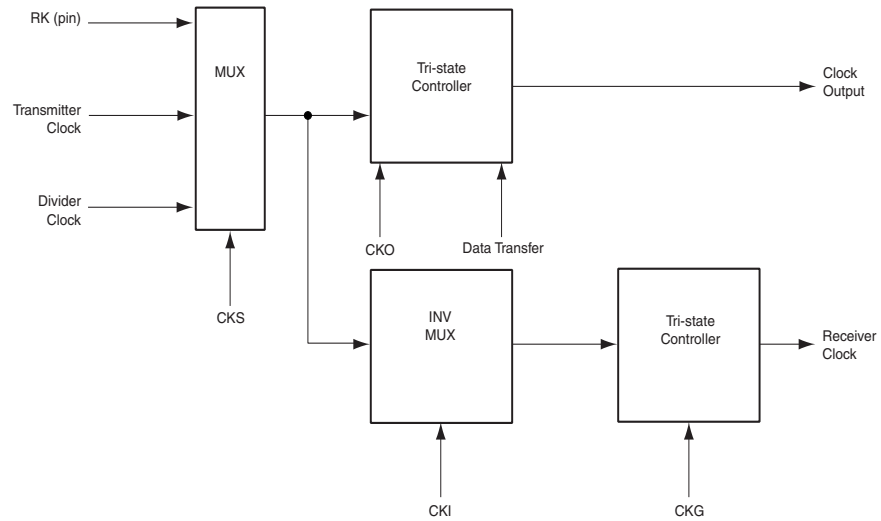 RK (pin)
MUX
Tri-state
Controller
Clock
Output
Transmitter
Clock
Divider
Clock
CKO
Data Transfer
CKS
INV
MUX
Tri-state
Controller
Receiver
Clock
CKI
CKG